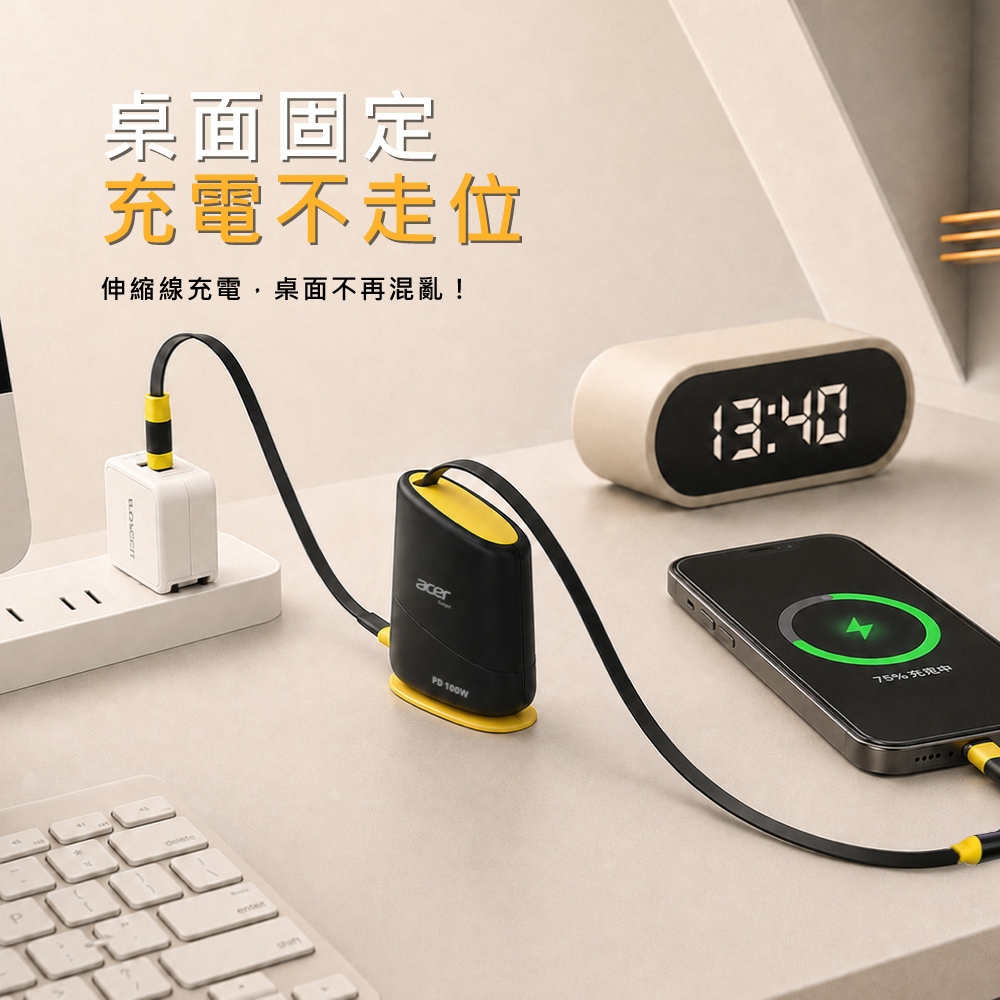 桌面固定
充電不走位
伸縮線充電，桌面不再混亂！
13:40
acer
Gadget
PD 100W
75% 充電中
delete
P
enter
shift